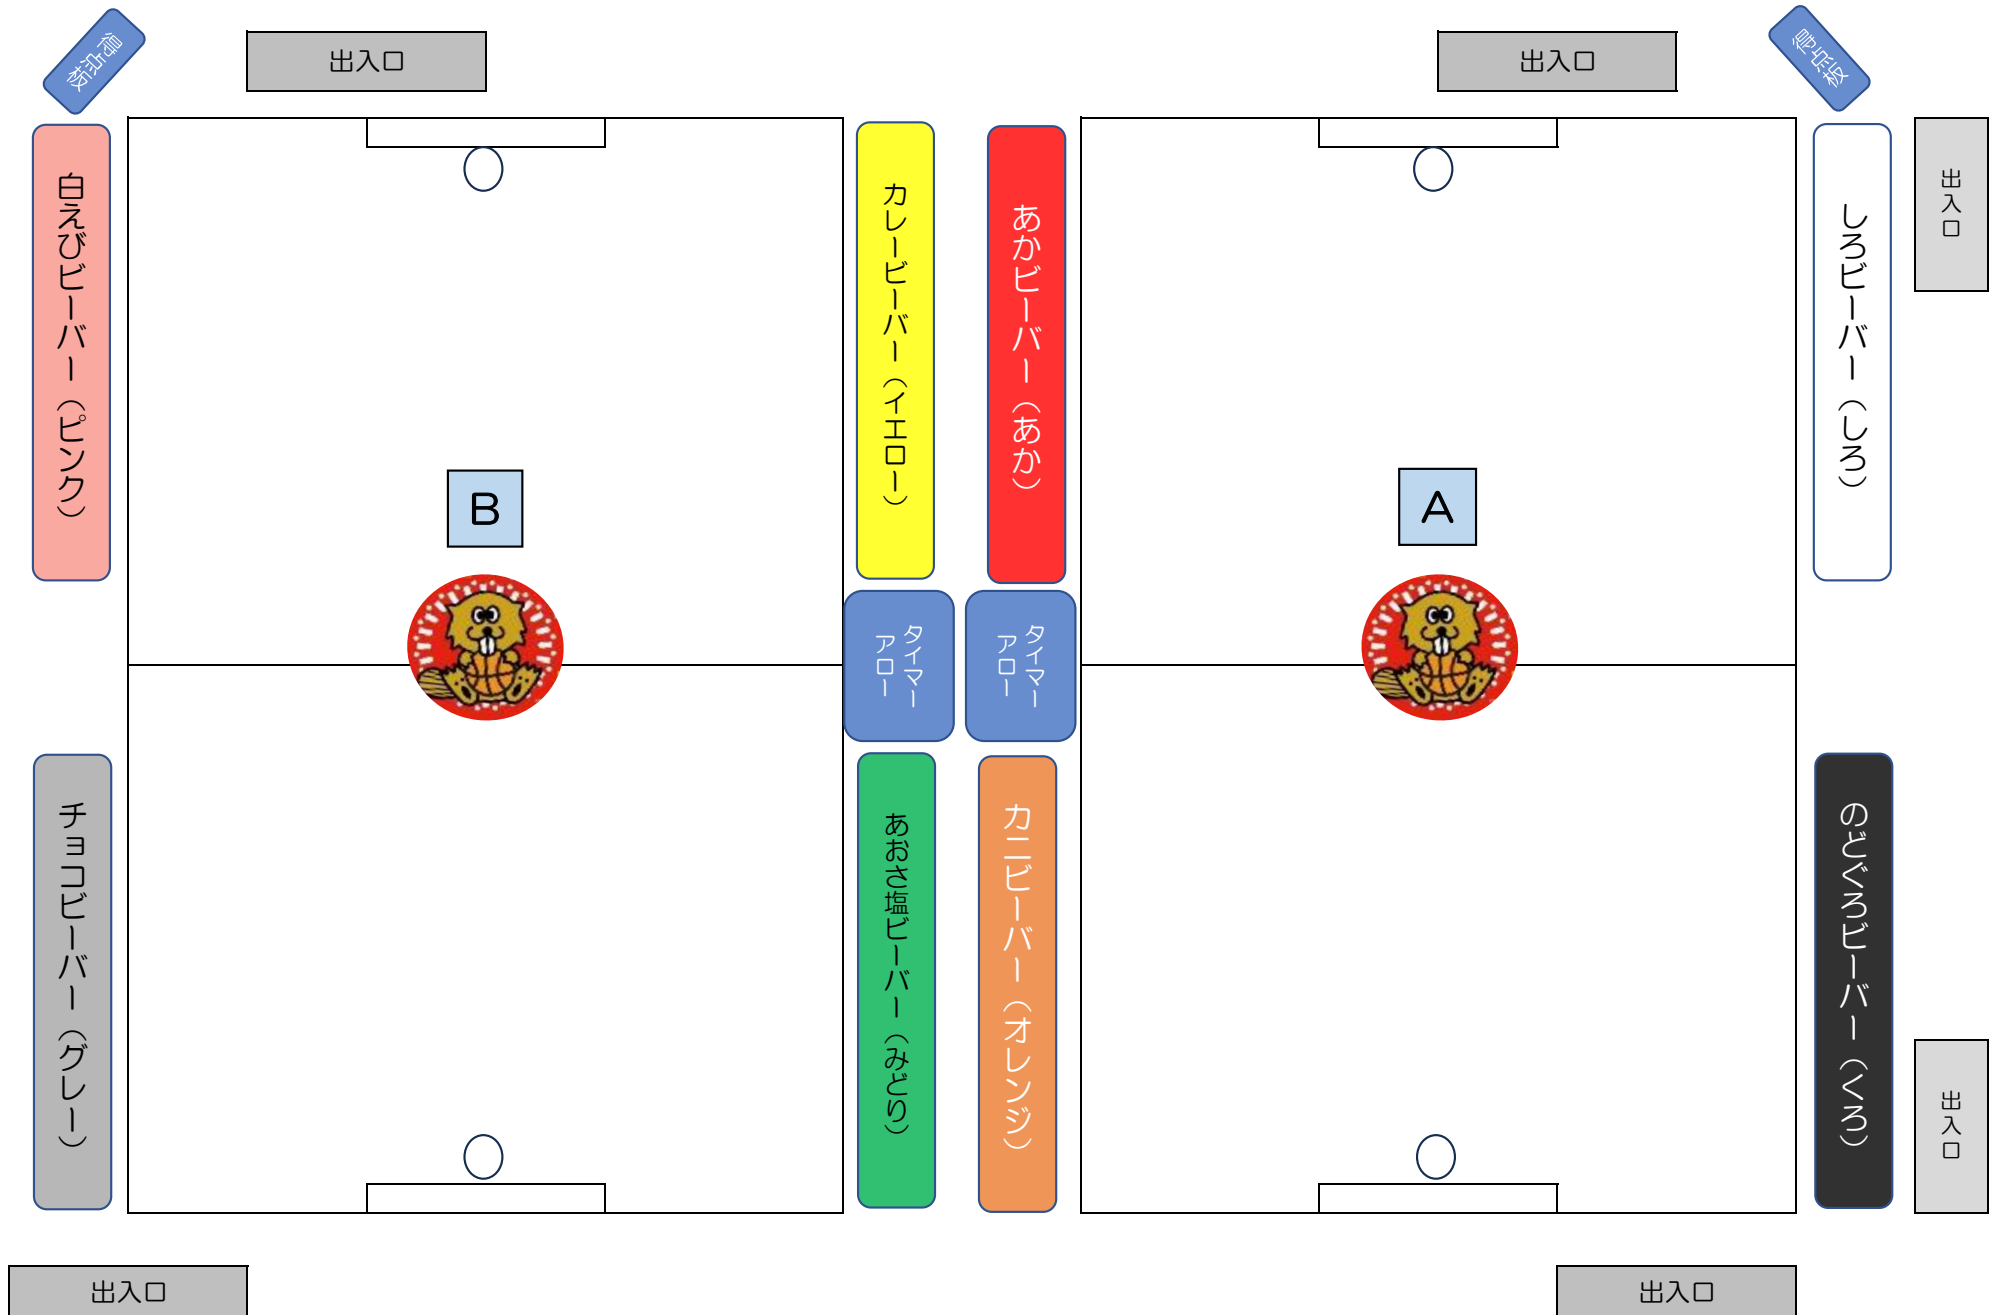 得点板
出入口
出入口
得点板
白えびビーバー（ピンク）
カレービーバー（イエロー）
あかビーバー（あか）
しろビーバー（しろ）
出入口
B
A
タイマー
アロー
タイマー
アロー
チョコビーバー（グレー）
あおさ塩ビーバー（みどり）
カニビーバー（オレンジ）
のどぐろビーバー（くろ）
出入口
出入口
出入口